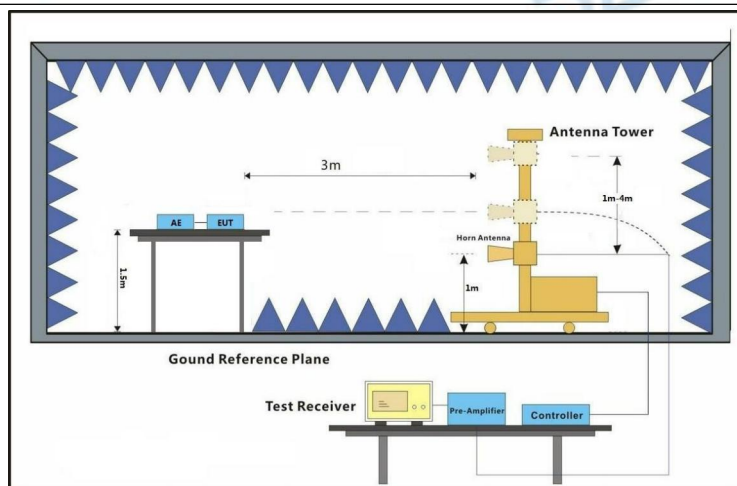 Antenna Tower
3m
1m-4m
AE
EUT
Horn Antenna
1.5m
1m
Gound Reference Plane
Test Receiver
Pre-Amplifier
Controller